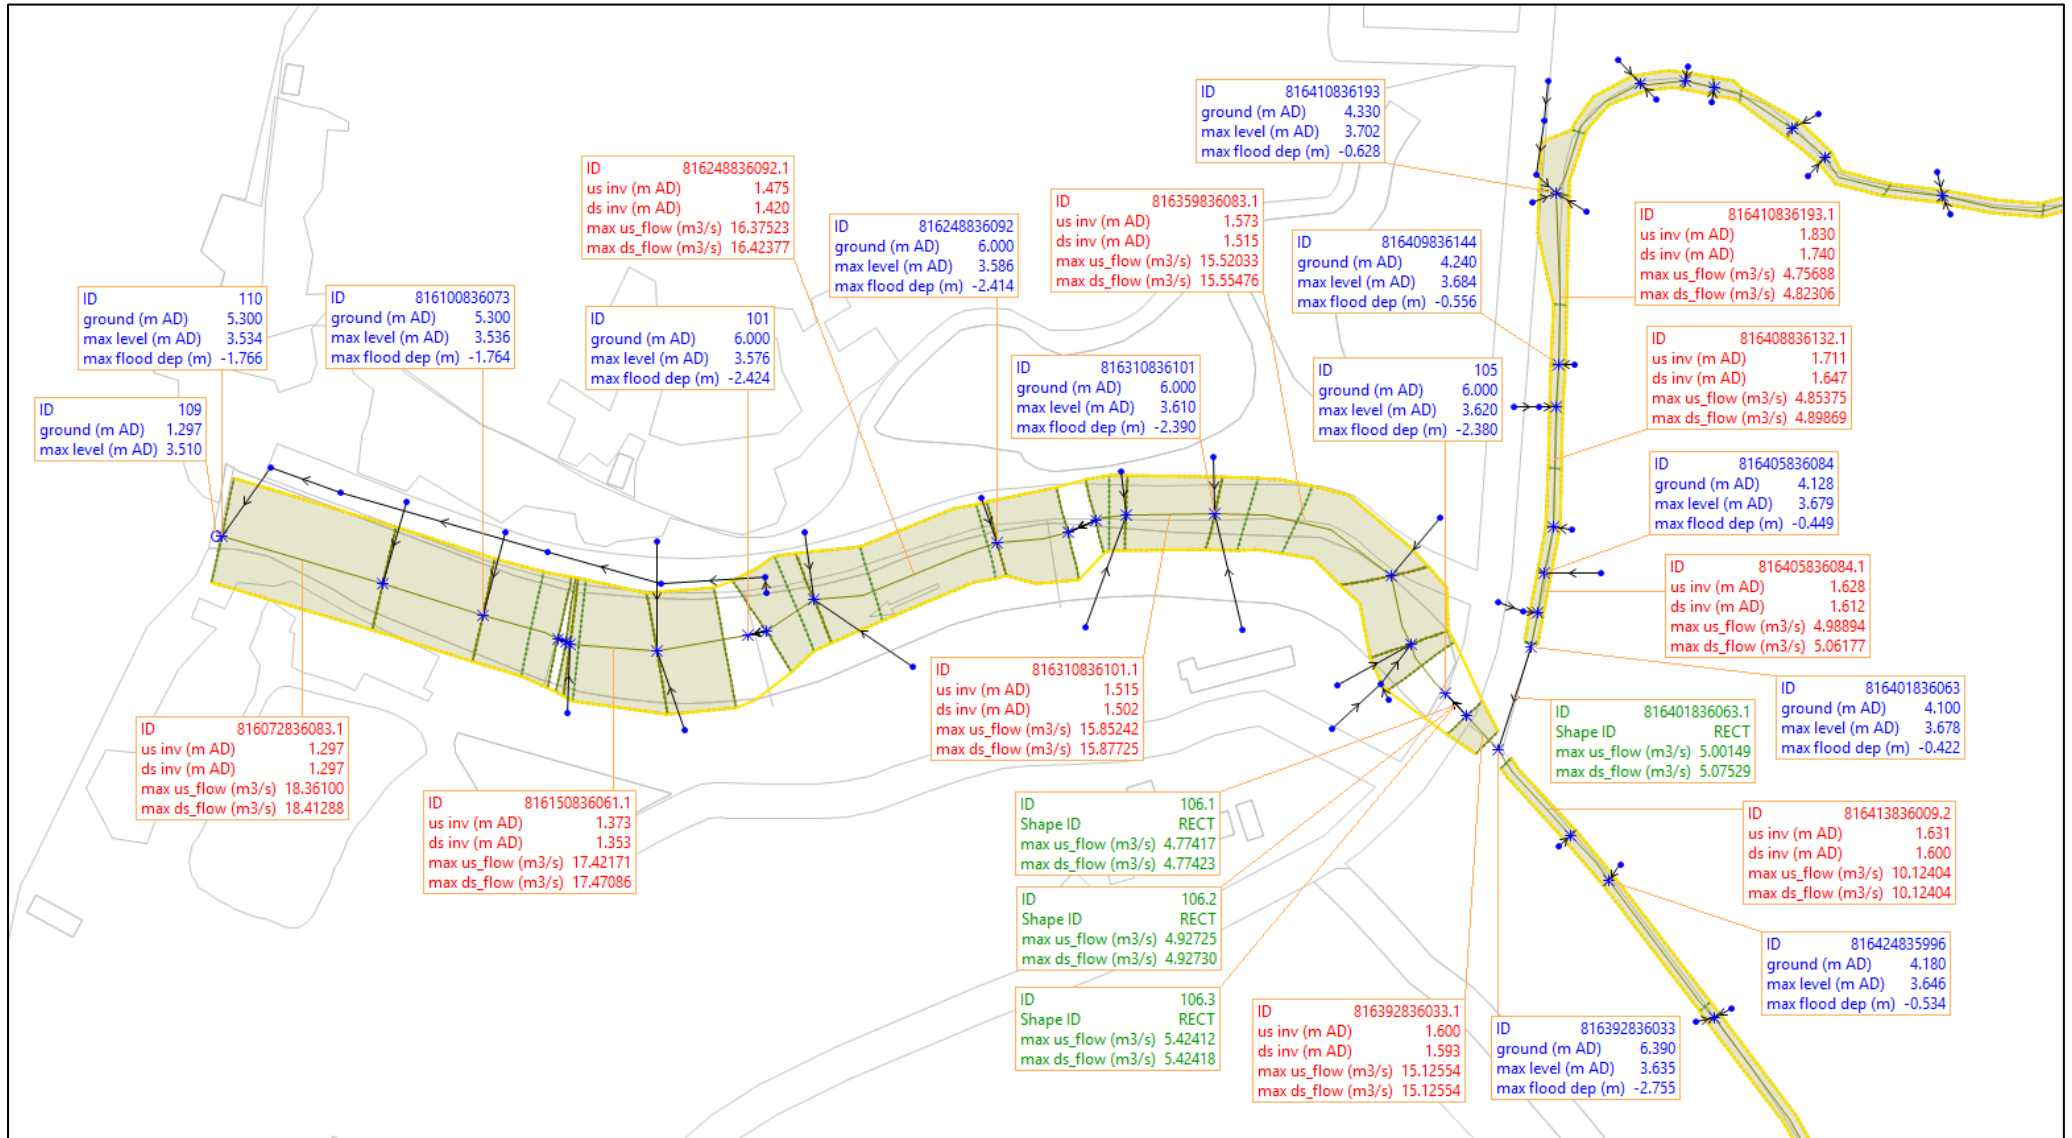 ID 816410836193
ground (m AD) 4.330
max level (m AD) 3.702
max flood dep (m) -0.628
ID 816248836092.1
us inv (m AD) 1.475
ds inv (m AD) 1.420
max us_flow (m3/s) 16.37523
max ds_flow (m3/s) 16.42377
ID 816359836083.1
us inv (m AD) 1.573
ds inv (m AD) 1.515
max us_flow (m3/s) 15.52033
max ds_flow (m3/s) 15.55476
ID 816248836092
ground (m AD) 6.000
max level (m AD) 3.586
max flood dep (m) -2.414
ID 816409836144
ground (m AD) 4.240
max level (m AD) 3.684
max flood dep (m) -0.556
ID 816410836193.1
us inv (m AD) 1.830
ds inv (m AD) 1.740
max us_flow (m3/s) 4.75688
max ds_flow (m3/s) 4.82306
ID 110
ground (m AD) 5.300
max level (m AD) 3.534
max flood dep (m) -1.766
ID 816100836073
ground (m AD) 5.300
max level (m AD) 3.536
max flood dep (m) -1.764
ID 101
ground (m AD) 6.000
max level (m AD) 3.576
max flood dep (m) -2.424
ID 816310836101
ground (m AD) 6.000
max level (m AD) 3.610
max flood dep (m) -2.390
ID 105
ground (m AD) 6.000
max level (m AD) 3.620
max flood dep (m) -2.380
ID 816408836132.1
us inv (m AD) 1.711
ds inv (m AD) 1.647
max us_flow (m3/s) 4.85375
max ds_flow (m3/s) 4.89869
ID 109
ground (m AD) 1.297
max level (m AD) 3.510
ID 816405836084
ground (m AD) 4.128
max level (m AD) 3.679
max flood dep (m) -0.449
ID 816405836084.1
us inv (m AD) 1.628
ds inv (m AD) 1.612
max us_flow (m3/s) 4.98894
max ds_flow (m3/s) 5.06177
ID 816310836101.1
us inv (m AD) 1.515
ds inv (m AD) 1.502
max us_flow (m3/s) 15.85242
max ds_flow (m3/s) 15.87725
ID 816401836063
ground (m AD) 4.100
max level (m AD) 3.678
max flood dep (m) -0.422
ID 816401836063.1
Shape ID RECT
max us_flow (m3/s) 5.00149
max ds_flow (m3/s) 5.07529
ID 816072836083.1
us inv (m AD) 1.297
ds inv (m AD) 1.297
max us_flow (m3/s) 18.36100
max ds_flow (m3/s) 18.41288
ID 816150836061.1
us inv (m AD) 1.373
ds inv (m AD) 1.353
max us_flow (m3/s) 17.42171
max ds_flow (m3/s) 17.47086
ID 106.1
Shape ID RECT
max us_flow (m3/s) 4.77417
max ds_flow (m3/s) 4.77423
ID 816413836009.2
us inv (m AD) 1.631
ds inv (m AD) 1.600
max us_flow (m3/s) 10.12404
max ds_flow (m3/s) 10.12404
ID 106.2
Shape ID RECT
max us_flow (m3/s) 4.92725
max ds_flow (m3/s) 4.92730
ID 816424835996
ground (m AD) 4.180
max level (m AD) 3.646
max flood dep (m) -0.534
ID 106.3
Shape ID RECT
max us_flow (m3/s) 5.42412
max ds_flow (m3/s) 5.42418
ID 816392836033.1
us inv (m AD) 1.600
ds inv (m AD) 1.593
max us_flow (m3/s) 15.12554
max ds_flow (m3/s) 15.12554
ID 816392836033
ground (m AD) 6.390
max level (m AD) 3.635
max flood dep (m) -2.755